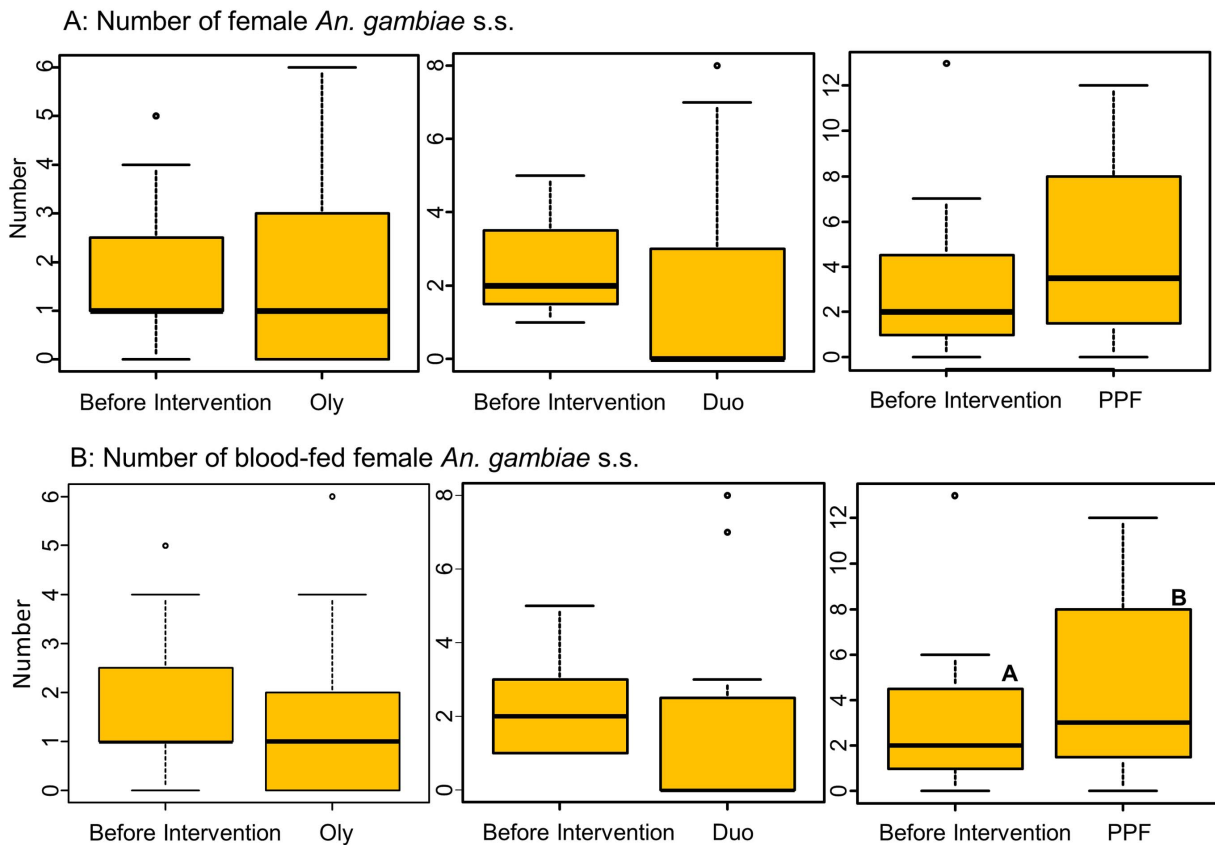 A: Number of female An. gambiae s.s.
Number
0 1 2 3 4 5 6
0 2 4 6 8
0 2 4 6 8 10 12
Before Intervention Oly
Before Intervention Duo
Before Intervention PPF
B: Number of blood-fed female An. gambiae s.s.
Number
0 1 2 3 4 5 6
0 2 4 6 8
0 2 4 6 8 10 12
A
B
Before Intervention Oly
Before Intervention Duo
Before Intervention PPF